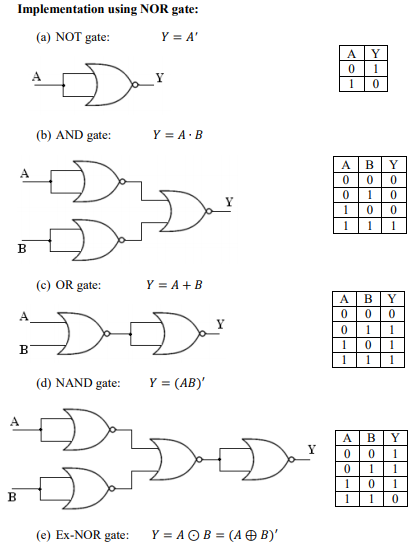 Implementation using NOR gate:
(a) NOT gate: Y = A′
A Y
A Y
0 1
1 0
(b) AND gate: Y = A · B
A
B
Y
A B Y
0 0 0
0 1 0
1 0 0
1 1 1
(c) OR gate: Y = A + B
A
B
Y
A B Y
0 0 0
0 1 1
1 0 1
1 1 1
(d) NAND gate: Y = (AB)′
A
B
Y
A B Y
0 0 1
0 1 1
1 0 1
1 1 0
(e) Ex-NOR gate: Y = A ⊙ B = (A ⊕ B)′